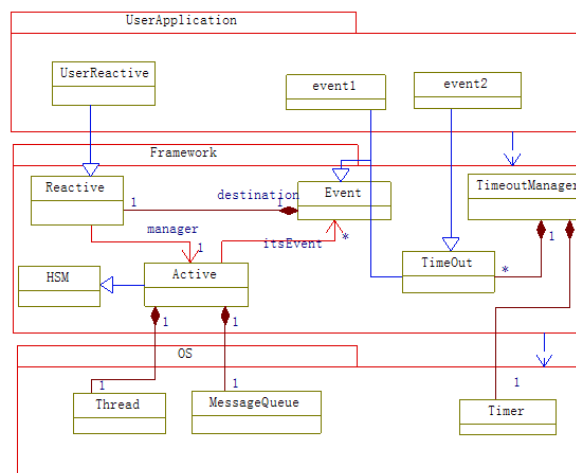 UserApplication
UserReactive
event1
event2
Framework
Reactive
1
destination
1
Event
TimeoutManager
manager
1
itsEvent
*
1
HSM
Active
TimeOut
*
1
1
OS
1
1
1
Thread
MessageQueue
Timer